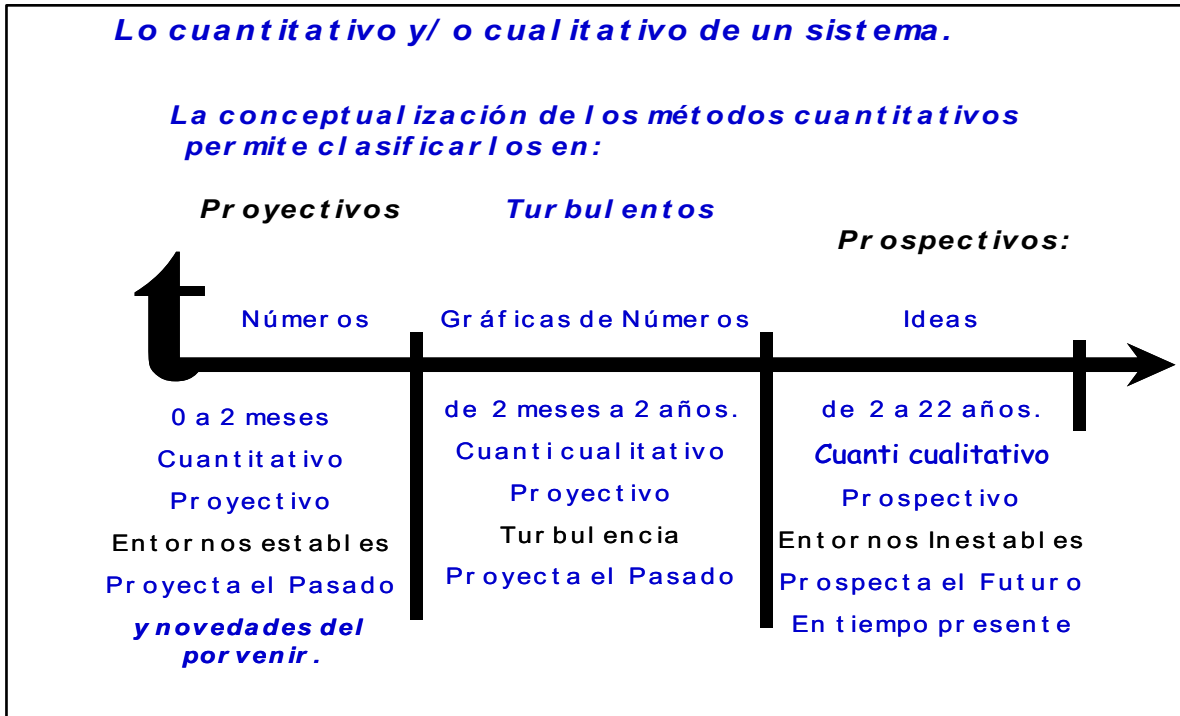 Lo cuantitativo y/ o cualitativo de un sistema.
La conceptualización de los métodos cuantitativos
permite clasificarlos en:
Proyectivos
Turbulentos
Prospectivos:
t
Números
Gráficas de Números
Ideas
0 a 2 meses
Cuantitativo
Proyectivo
Entornos estables
Proyecta el Pasado
y novedades del
porvenir.
de 2 meses a 2 años.
Cuanticualitativo
Proyectivo
Turbulencia
Proyecta el Pasado
de 2 a 22 años.
Cuanti cualitativo
Prospectivo
Entornos Inestables
Prospecta el Futuro
En tiempo presente